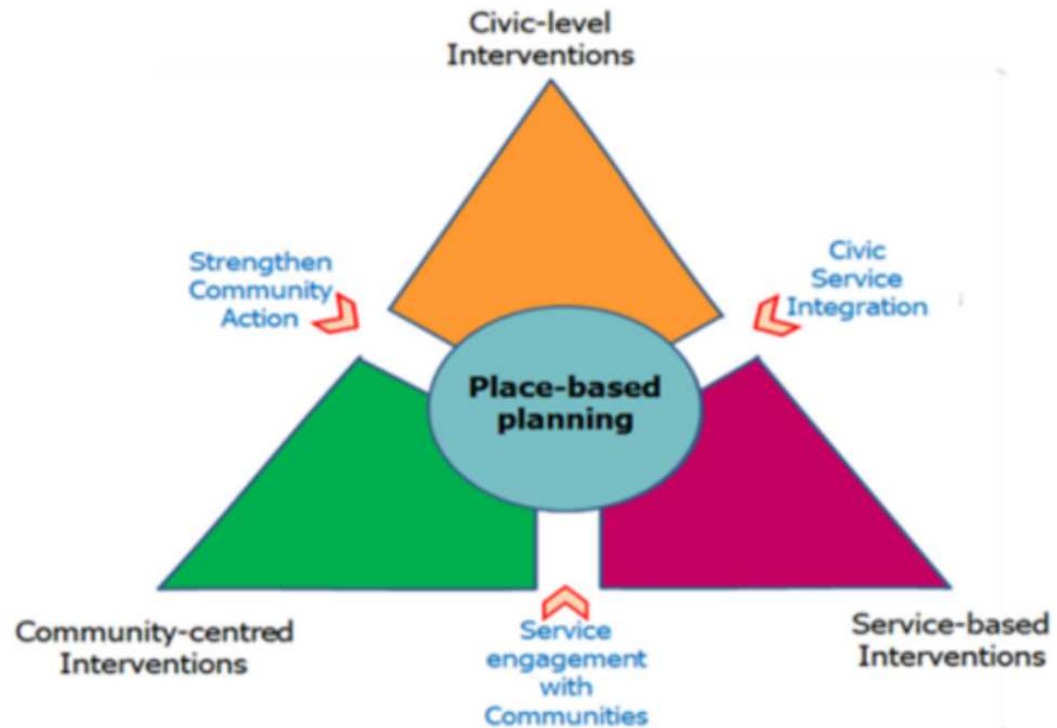 Civic-level
Interventions
Strengthen
Community
Action
Civic
Service
Integration
Place-based
planning
Community-centred
Interventions
Service
engagement
with
Communities
Service-based
Interventions